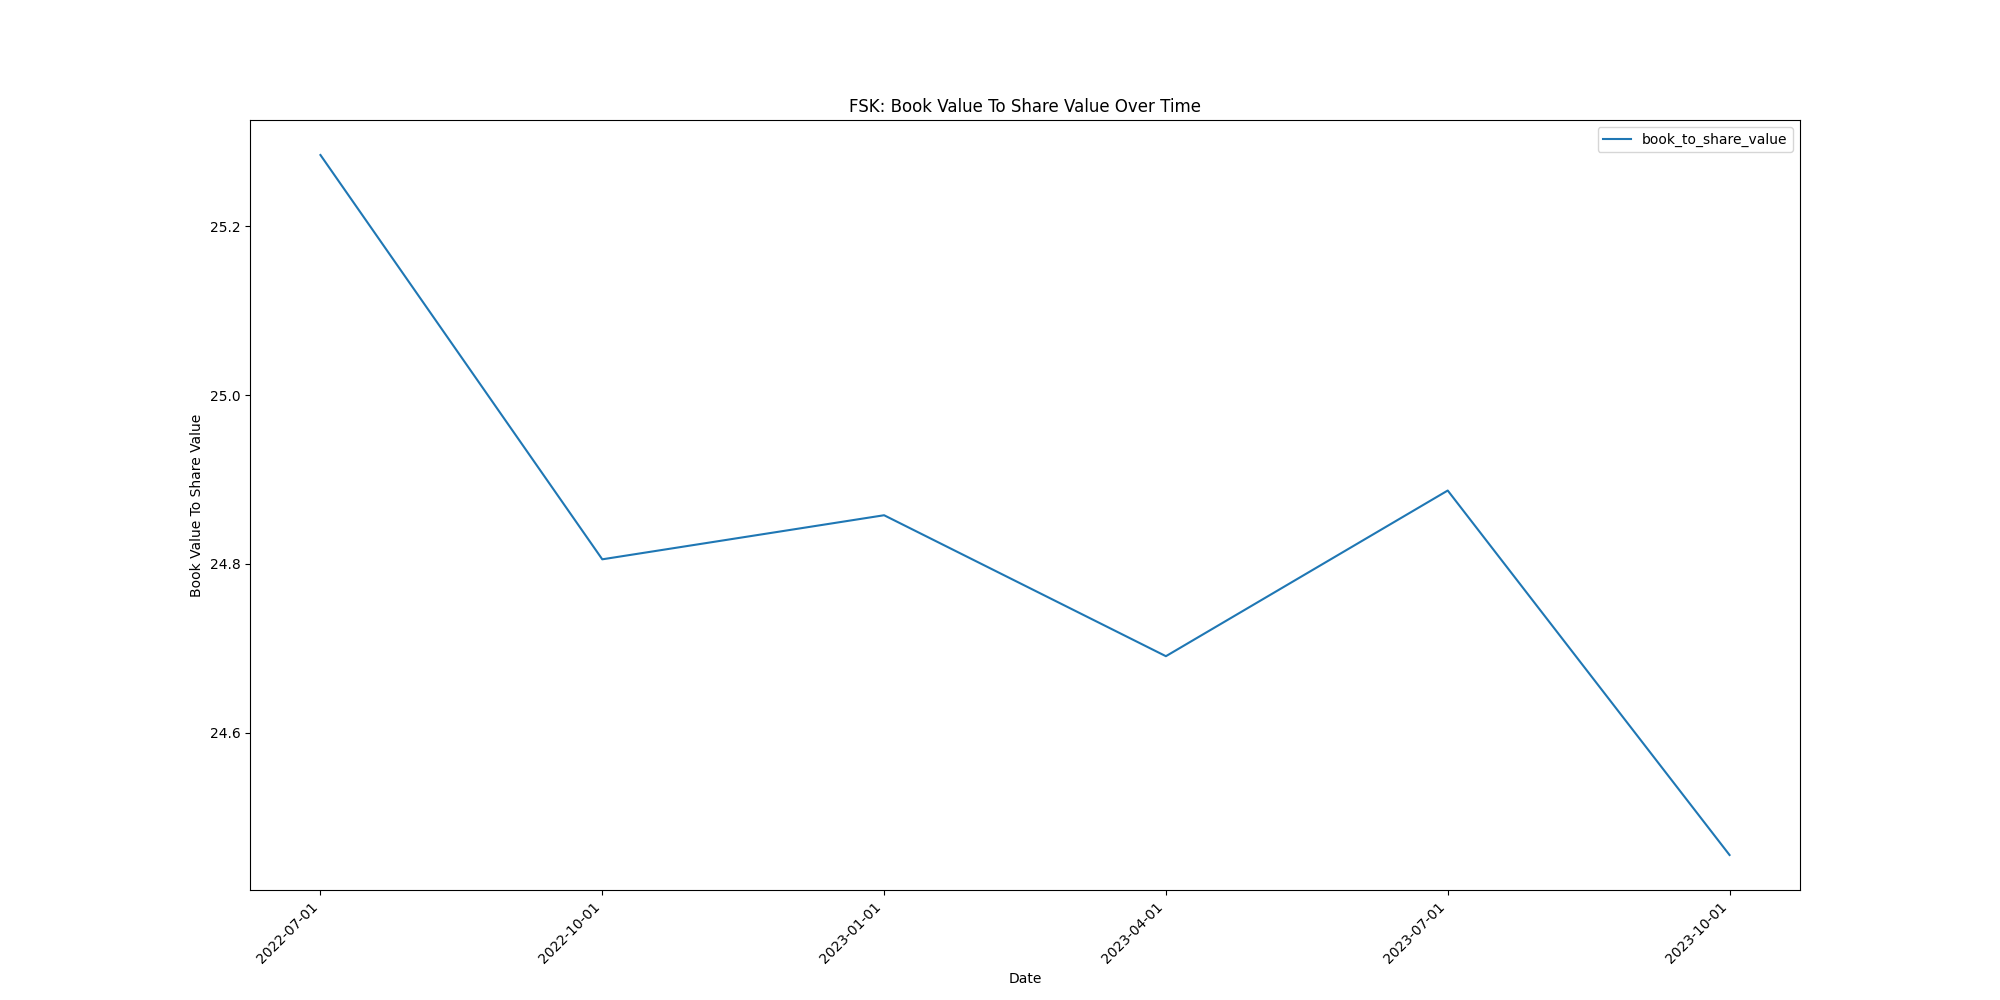 FSK: Book Value To Share Value Over Time
book_to_share_value
25.2
25.0
24.8
24.6
Book Value To Share Value
2022-07-01
2022-10-01
2023-01-01
2023-04-01
2023-07-01
2023-10-01
Date